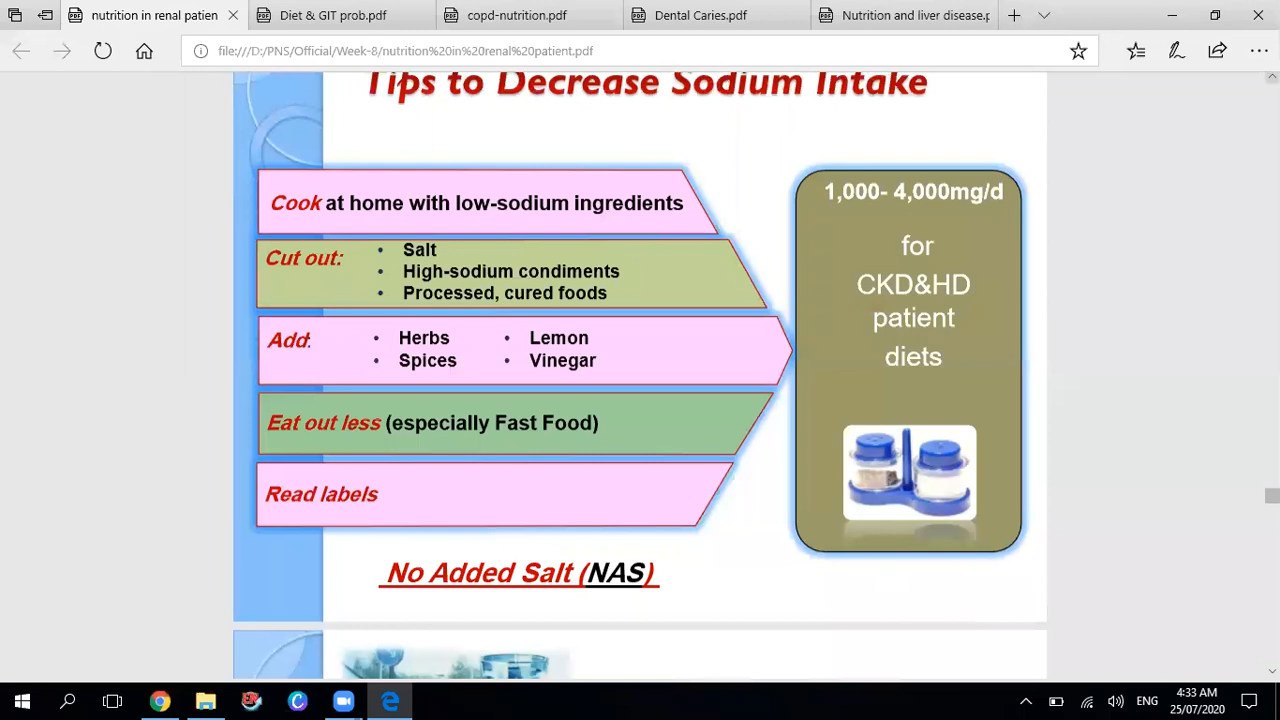 nutrition in renal patien
Diet & GIT prob.pdf
copd-nutrition.pdf
Dental Caries.pdf
Nutrition and liver disease.p
file:///D:/PNS/Official/Week-8/nutrition%20in%20renal%20patient.pdf
Tips to Decrease Sodium Intake
Cook at home with low-sodium ingredients
Cut out:
• Salt
• High-sodium condiments
• Processed, cured foods
Add:
• Herbs • Lemon
• Spices • Vinegar
Eat out less (especially Fast Food)
Read labels
1,000- 4,000mg/d
for
CKD&HD
patient
diets
No Added Salt (NAS)
ENG
4:33 AM
25/07/2020